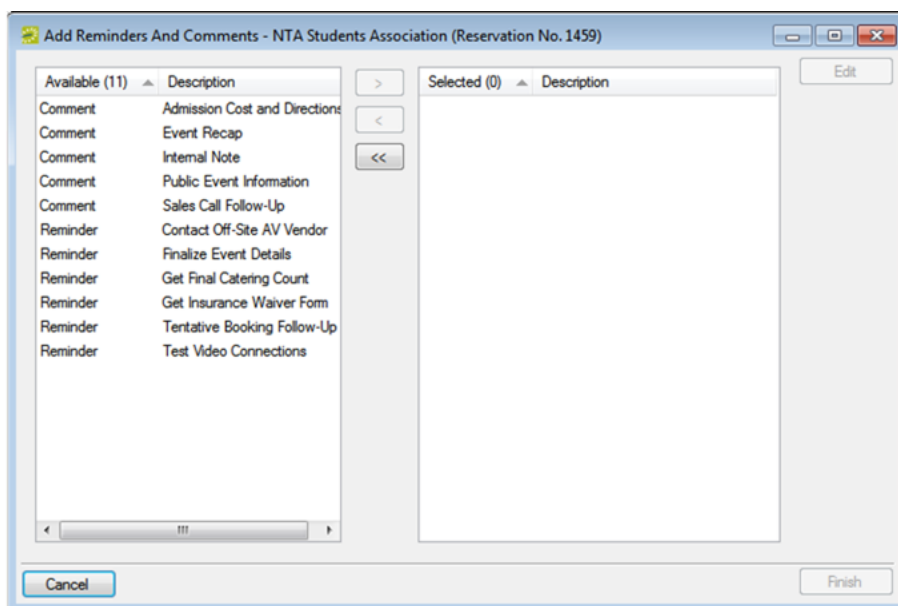 Add Reminders And Comments - NTA Students Association (Reservation No. 1459)
Available (11) Description
Comment Admission Cost and Directions
Comment Event Recap
Comment Internal Note
Comment Public Event Information
Comment Sales Call Follow-Up
Reminder Contact Off-Site AV Vendor
Reminder Finalize Event Details
Reminder Get Final Catering Count
Reminder Get Insurance Waiver Form
Reminder Tentative Booking Follow-Up
Reminder Test Video Connections
>
<
<<
Selected (0) Description
Edit
Cancel
Finish